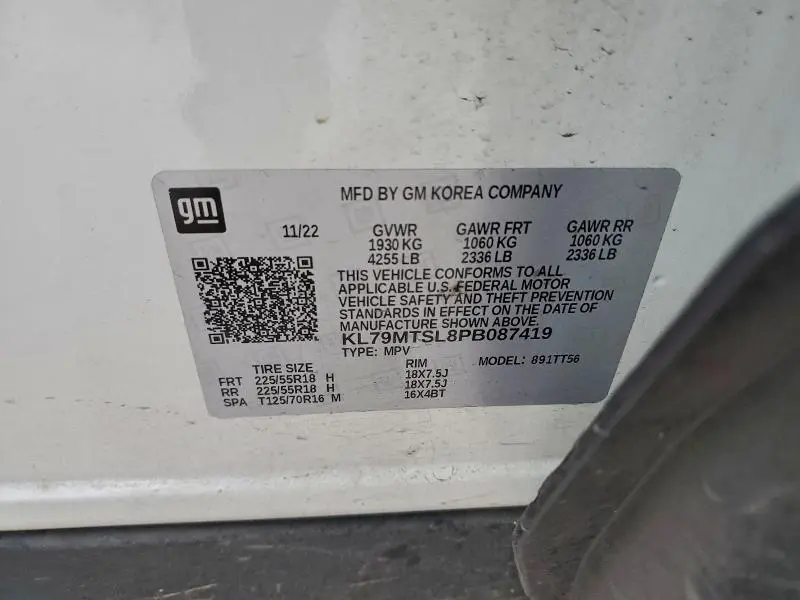 gm
MFD BY GM KOREA COMPANY
11/22 GVWR GAWR FRT GAWR RR
1930 KG 1060 KG 1060 KG
4255 LB 2336 LB 2336 LB
THIS VEHICLE CONFORMS TO ALL
APPLICABLE U.S. FEDERAL MOTOR
VEHICLE SAFETY AND THEFT PREVENTION
STANDARDS IN EFFECT ON THE DATE OF
MANUFACTURE SHOWN ABOVE.
KL79MTSL8PB087419
TYPE: MPV MODEL: 891TT56
TIRE SIZE RIM
FRT 225/55R18 H 18X7.5J
RR 225/55R18 H 18X7.5J
SPA T125/70R16 M 16X4BT